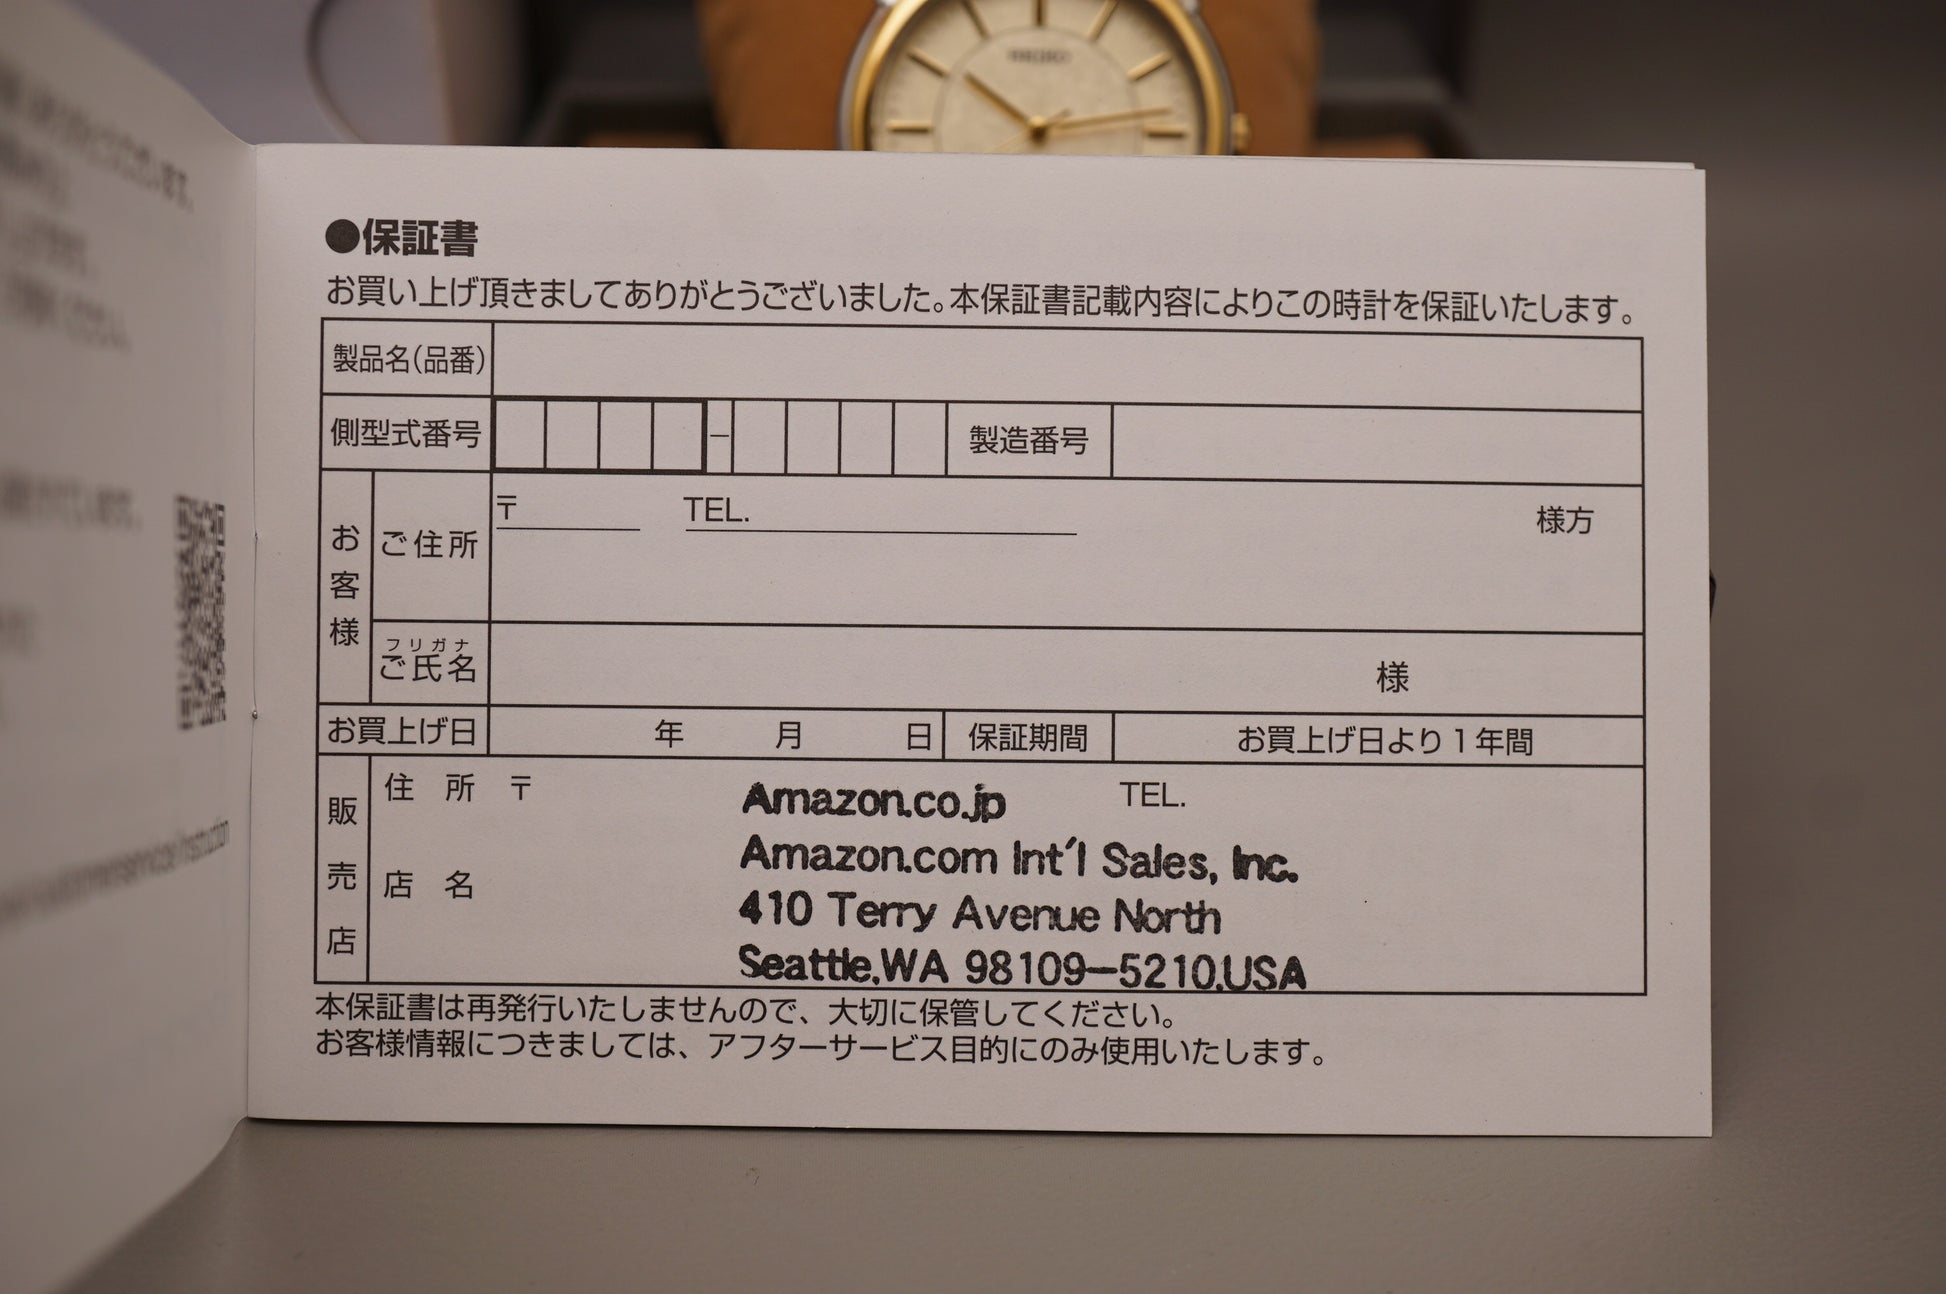 SEIKO
●保証書
お買い上げ頂きましてありがとうございました。本保証書記載内容によりこの時計を保証いたします。
製品名(品番)
側型式番号 － 製造番号
お客様 ご住所 〒 TEL. 様方
フリガナ
ご氏名 様
お買上げ日 年 月 日 保証期間 お買上げ日より1年間
販売店 住所 〒 Amazon.co.jp TEL.
Amazon.com Int'l Sales, Inc.
店名 410 Terry Avenue North
Seattle,WA 98109-5210,USA
本保証書は再発行いたしませんので、大切に保管してください。
お客様情報につきましては、アフターサービス目的にのみ使用いたします。